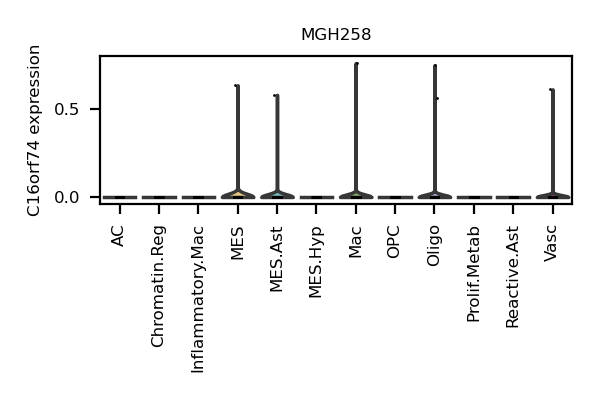 MGH258
C16orf74 expression
0.5
0.0
AC
Chromatin.Reg
Inflammatory.Mac
MES
MES.Ast
MES.Hyp
Mac
OPC
Oligo
Prolif.Metab
Reactive.Ast
Vasc